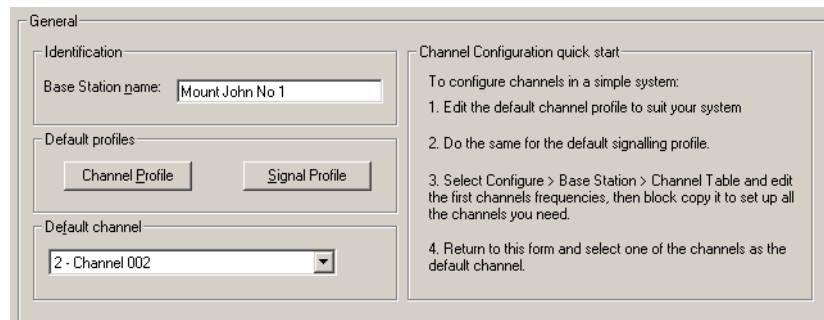 General
Identification
Base Station name: Mount John No 1
Default profiles
Channel Profile
Signal Profile
Default channel
2 - Channel 002
Channel Configuration quick start
To configure channels in a simple system:
1. Edit the default channel profile to suit your system
2. Do the same for the default signalling profile.
3. Select Configure > Base Station > Channel Table and edit
the first channels frequencies, then block copy it to set up all
the channels you need.
4. Return to this form and select one of the channels as the
default channel.